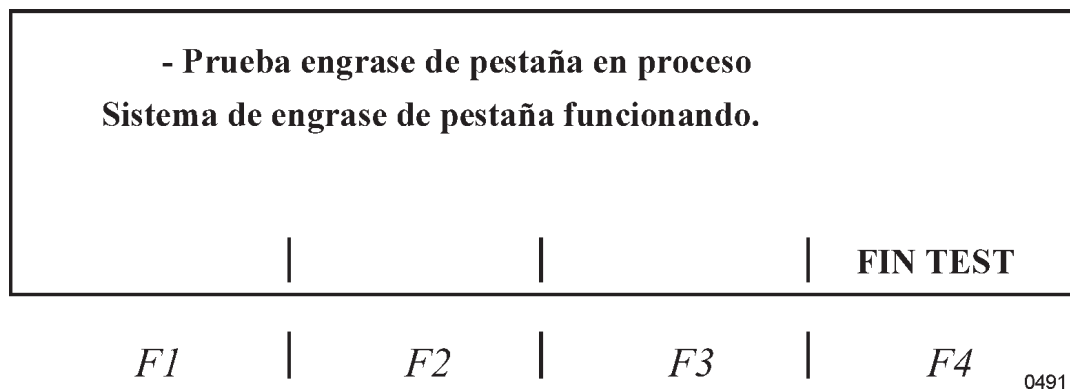 - Prueba engrase de pestaña en proceso
Sistema de engrase de pestaña funcionando.
| | | FIN TEST
F1 | F2 | F3 | F4
0491